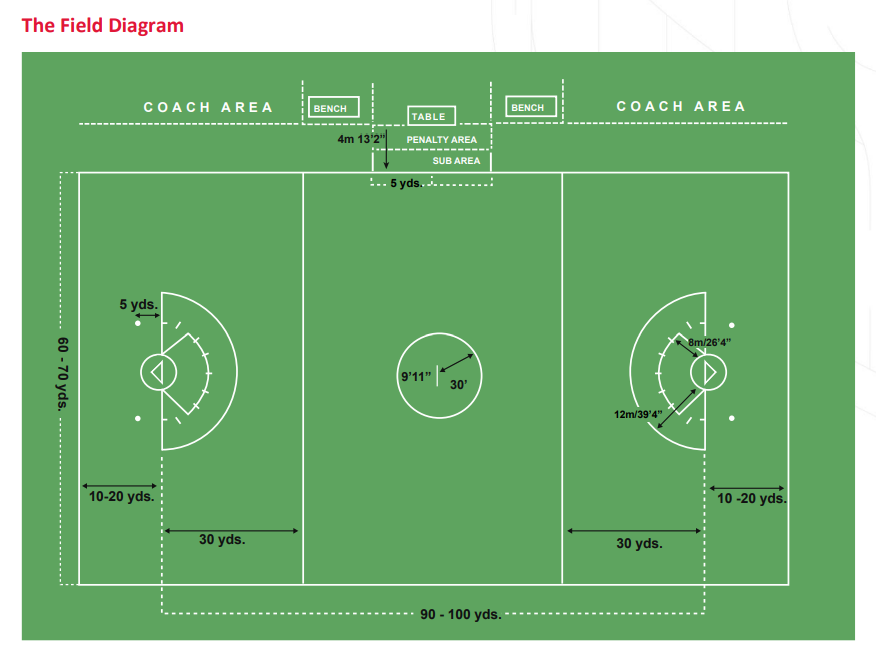 The Field Diagram
COACH AREA
BENCH
TABLE
BENCH
COACH AREA
4m 13’2”
PENALTY AREA
SUB AREA
5 yds.
5 yds.
60 - 70 yds.
9’11”
30’
8m/26’4”
12m/39’4”
10-20 yds.
10 -20 yds.
30 yds.
30 yds.
90 - 100 yds.